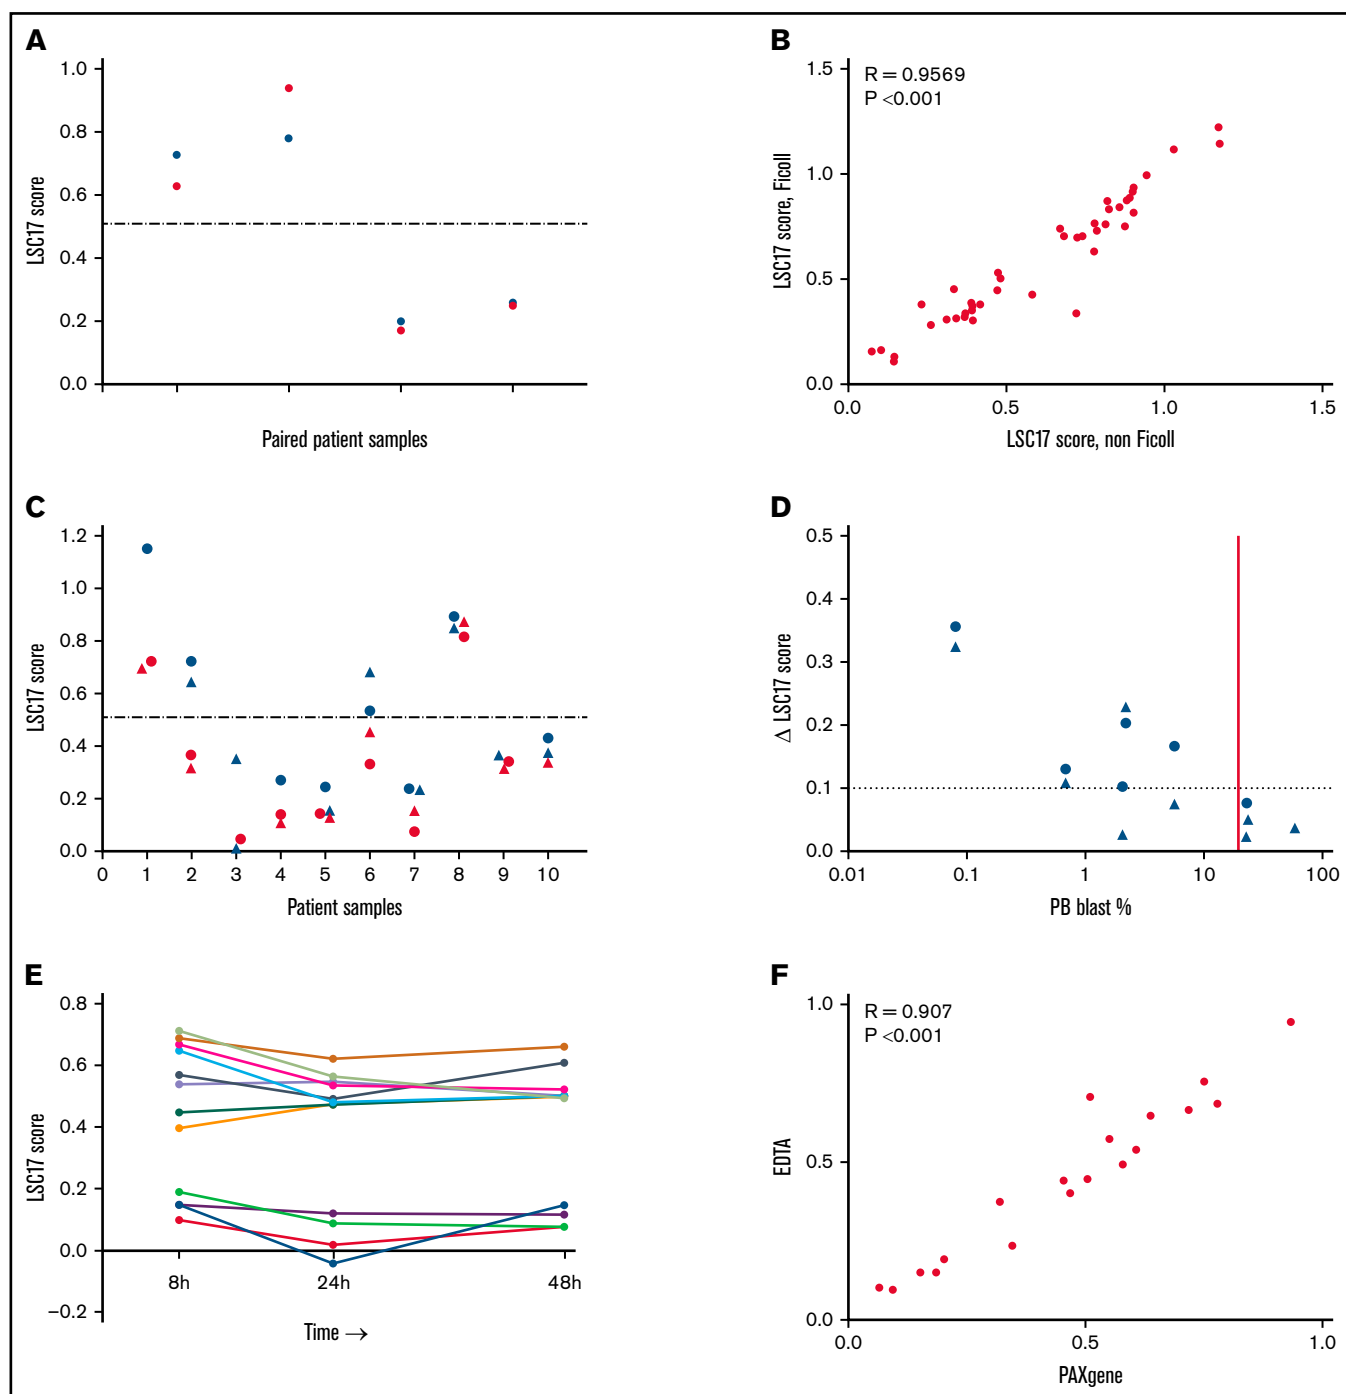 A
1.0
0.8
0.6
0.4
0.2
0.0
LSC17 score
Paired patient samples
B
R = 0.9569
P <0.001
1.5
1.0
0.5
0.0
LSC17 score, Ficoll
0.0 0.5 1.0 1.5
LSC17 score, non Ficoll
C
1.2
1.0
0.8
0.6
0.4
0.2
0.0
LSC17 score
0 1 2 3 4 5 6 7 8 9 10
Patient samples
D
0.5
0.4
0.3
0.2
0.1
0.0
Δ LSC17 score
0.01 0.1 1 10 100
PB blast %
E
0.8
0.6
0.4
0.2
0.0
−0.2
LSC17 score
8h 24h 48h
Time →
F
R = 0.907
P <0.001
1.0
0.5
0.0
EDTA
0.0 0.5 1.0
PAXgene